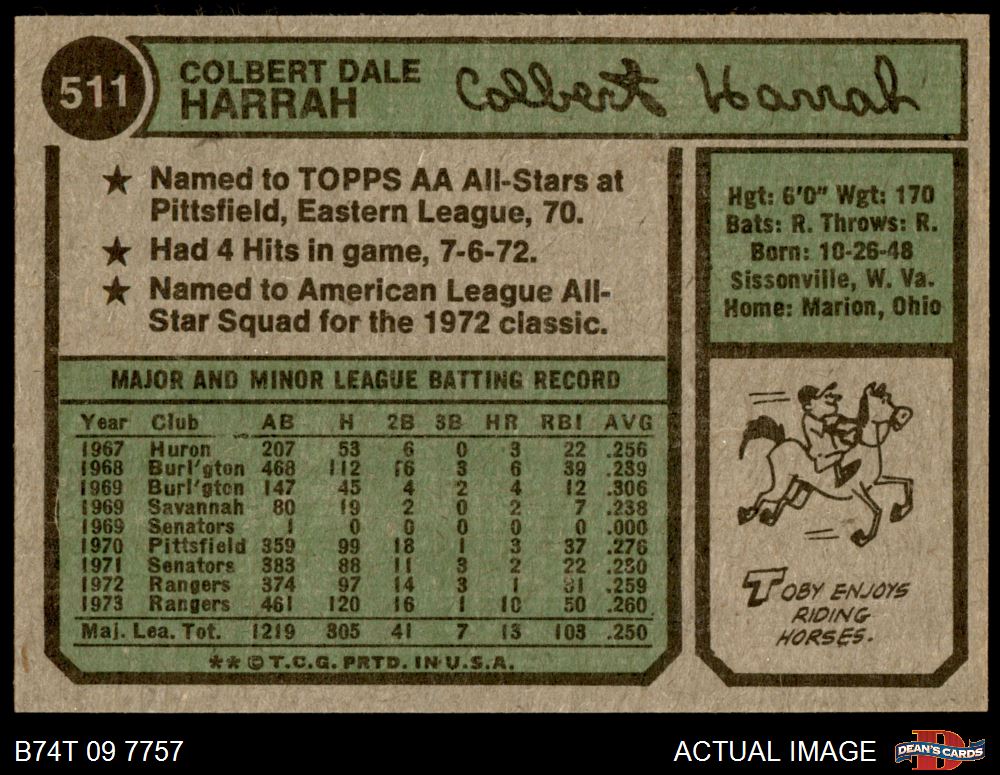 511
COLBERT DALE
HARRAH
Colbert Harrah
★ Named to TOPPS AA All-Stars at
Pittsfield, Eastern League, 70.
★ Had 4 Hits in game, 7-6-72.
★ Named to American League All-
Star Squad for the 1972 classic.
Hgt: 6'0" Wgt: 170
Bats: R. Throws: R.
Born: 10-26-48
Sissonville, W. Va.
Home: Marion, Ohio
MAJOR AND MINOR LEAGUE BATTING RECORD
Year Club AB H 2B 3B HR RBI AVG
1967 Huron 207 53 6 0 3 22 .256
1968 Burl'gton 468 112 16 3 6 39 .239
1969 Burl'gton 147 45 4 2 4 12 .306
1969 Savannah 80 19 2 0 2 7 .238
1969 Senators 1 0 0 0 0 0 .000
1970 Pittsfield 359 99 18 1 3 37 .276
1971 Senators 383 88 11 3 2 22 .230
1972 Rangers 374 97 14 3 1 31 .259
1973 Rangers 461 120 16 1 10 50 .260
Maj. Lea. Tot. 1219 305 41 7 13 103 .250
** © T.C.G. PRTD. IN U.S.A.
TOBY ENJOYS
RIDING
HORSES.
B74T 09 7757
ACTUAL IMAGE
D
DEAN'S CARDS